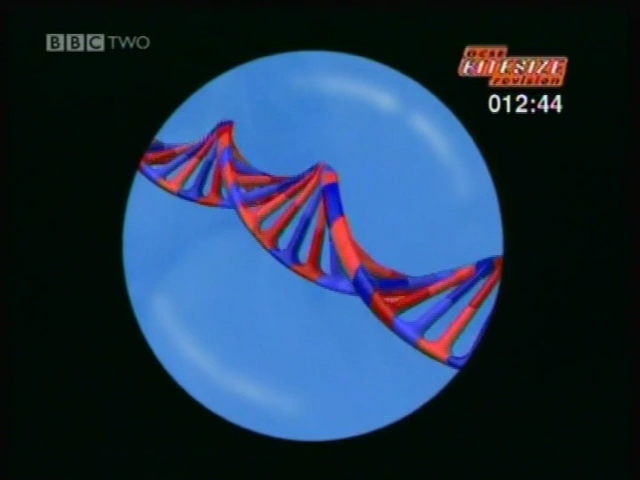 BBC TWO
GCSE
BITESIZE
revision
012:44